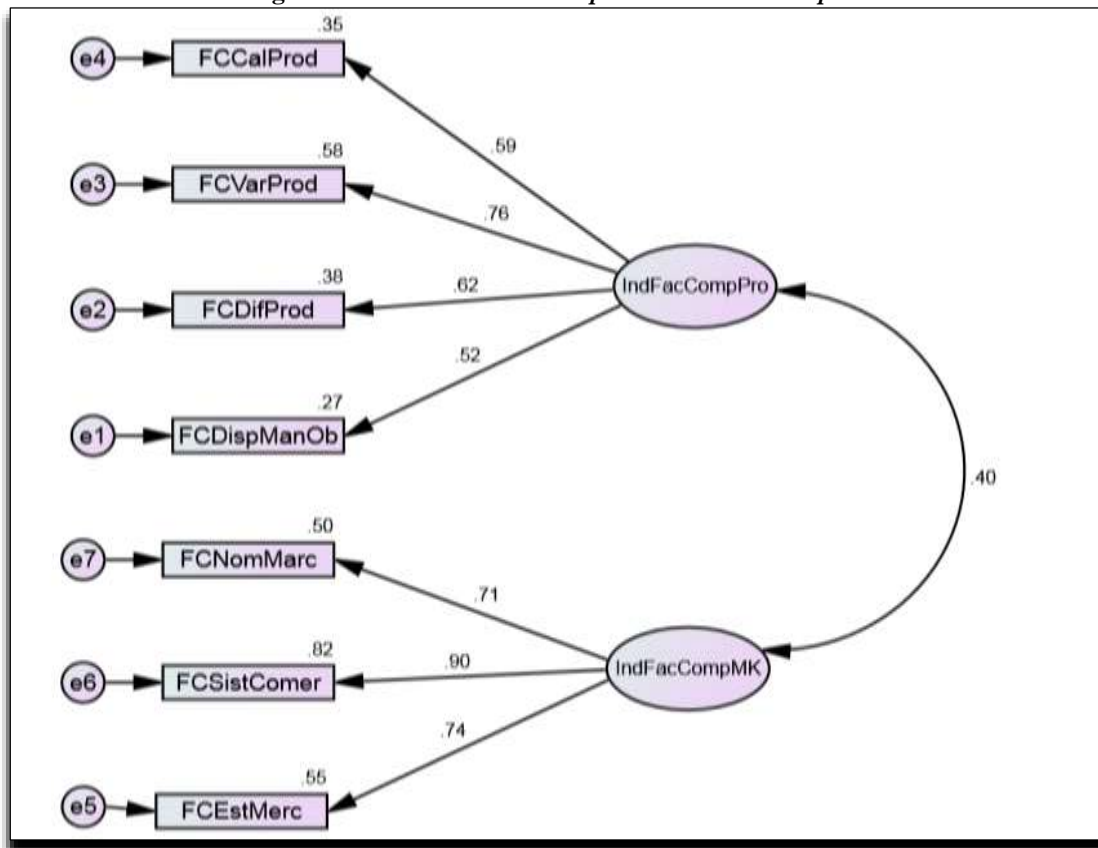 .35
e4
FCCalProd
.59
.58
e3
FCVarProd
.76
IndFacCompPro
.38
e2
FCDifProd
.62
.52
.27
e1
FCDispManOb
.40
.50
e7
FCNomMarc
.71
.82
e6
FCSistComer
.90
IndFacCompMK
.74
.55
e5
FCEstMerc